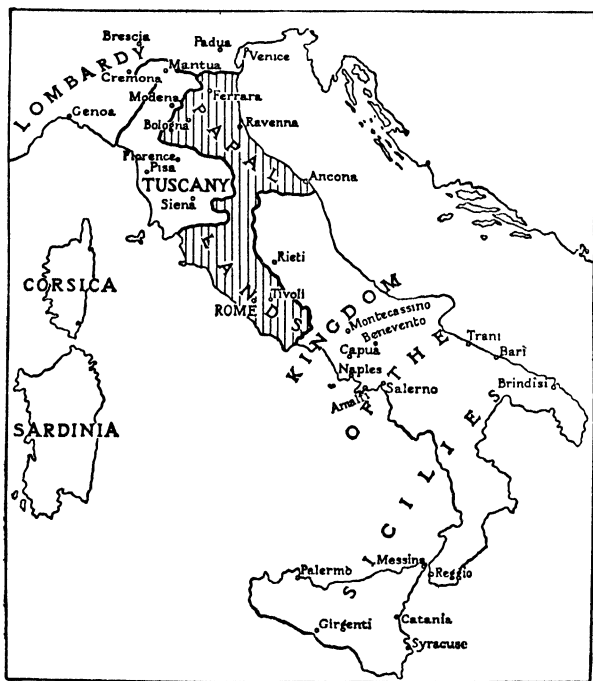 Brescia
Padua
Venice
LOMBARDY
Cremona
Mantua
Modena
Ferrara
Genoa
Bologna
Ravenna
PAPAL LANDS
Florence
Pisa
Ancona
TUSCANY
Siena
Rieti
CORSICA
Tivoli
ROME
KINGDOM OF THE SICILIES
Montecassino
Benevento
Trani
Capua
Barì
Naples
Amalfi
Salerno
Brindisi
SARDINIA
Messina
Palermo
Reggio
Girgenti
Catania
Syracuse